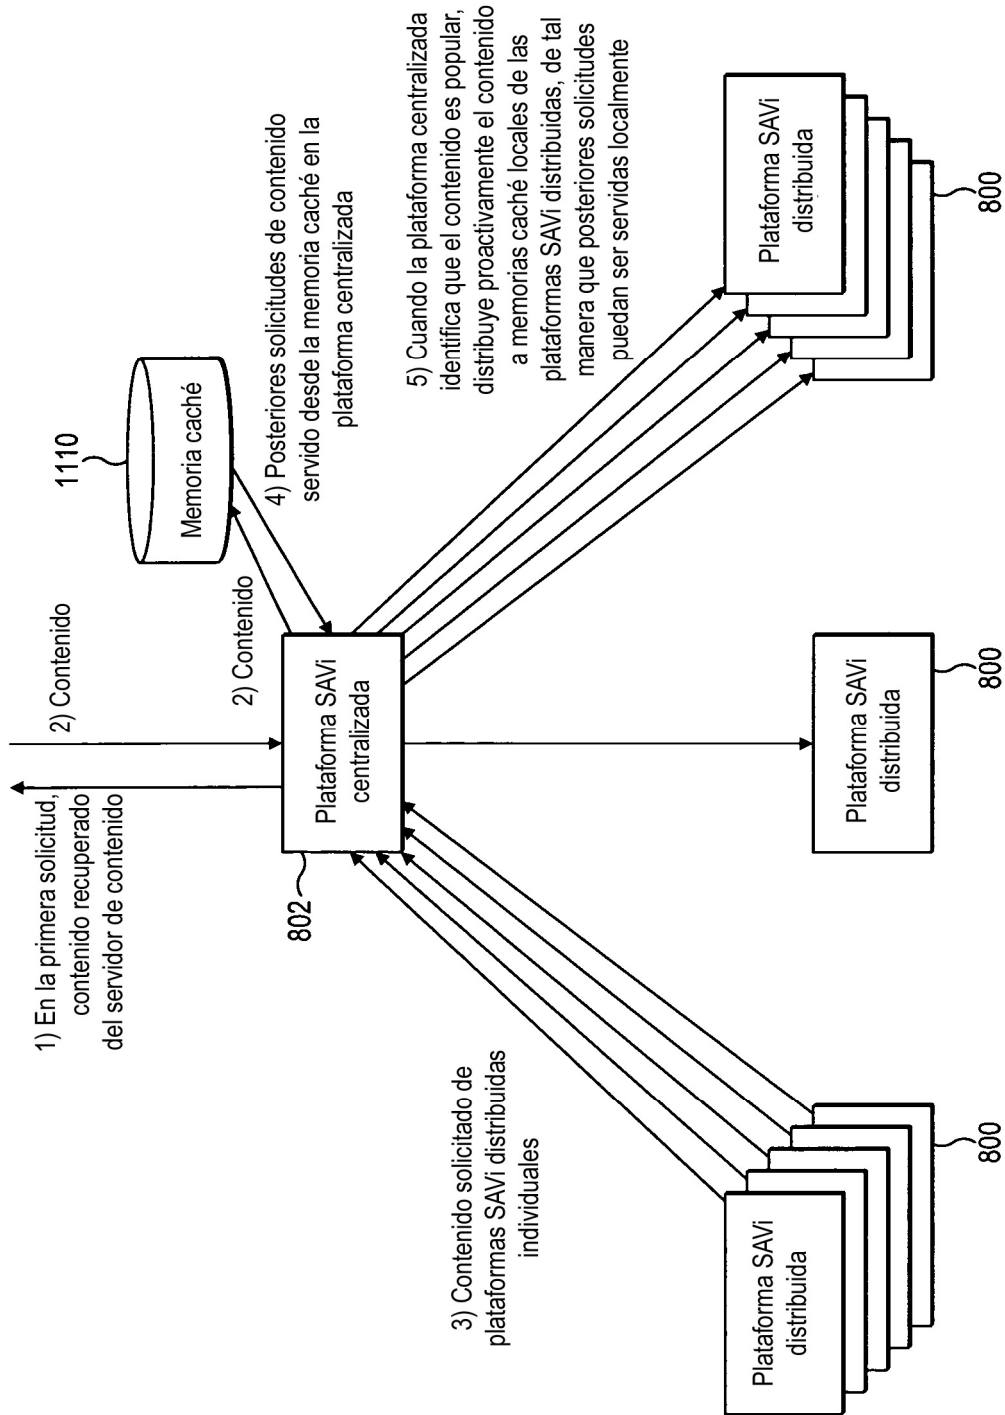 1) En la primera solicitud,
contenido recuperado
del servidor de contenido
2) Contenido
1110
Memoria caché
2) Contenido
4) Posteriores solicitudes de contenido
servido desde la memoria caché en la
plataforma centralizada
802
Plataforma SAVi
centralizada
3) Contenido solicitado de
plataformas SAVi distribuidas
individuales
5) Cuando la plataforma centralizada
identifica que el contenido es popular,
distribuye proactivamente el contenido
a memorias caché locales de las
plataformas SAVi distribuidas, de tal
manera que posteriores solicitudes
puedan ser servidas localmente
Plataforma SAVi
distribuida
800
Plataforma SAVi
distribuida
800
Plataforma SAVi
distribuida
800